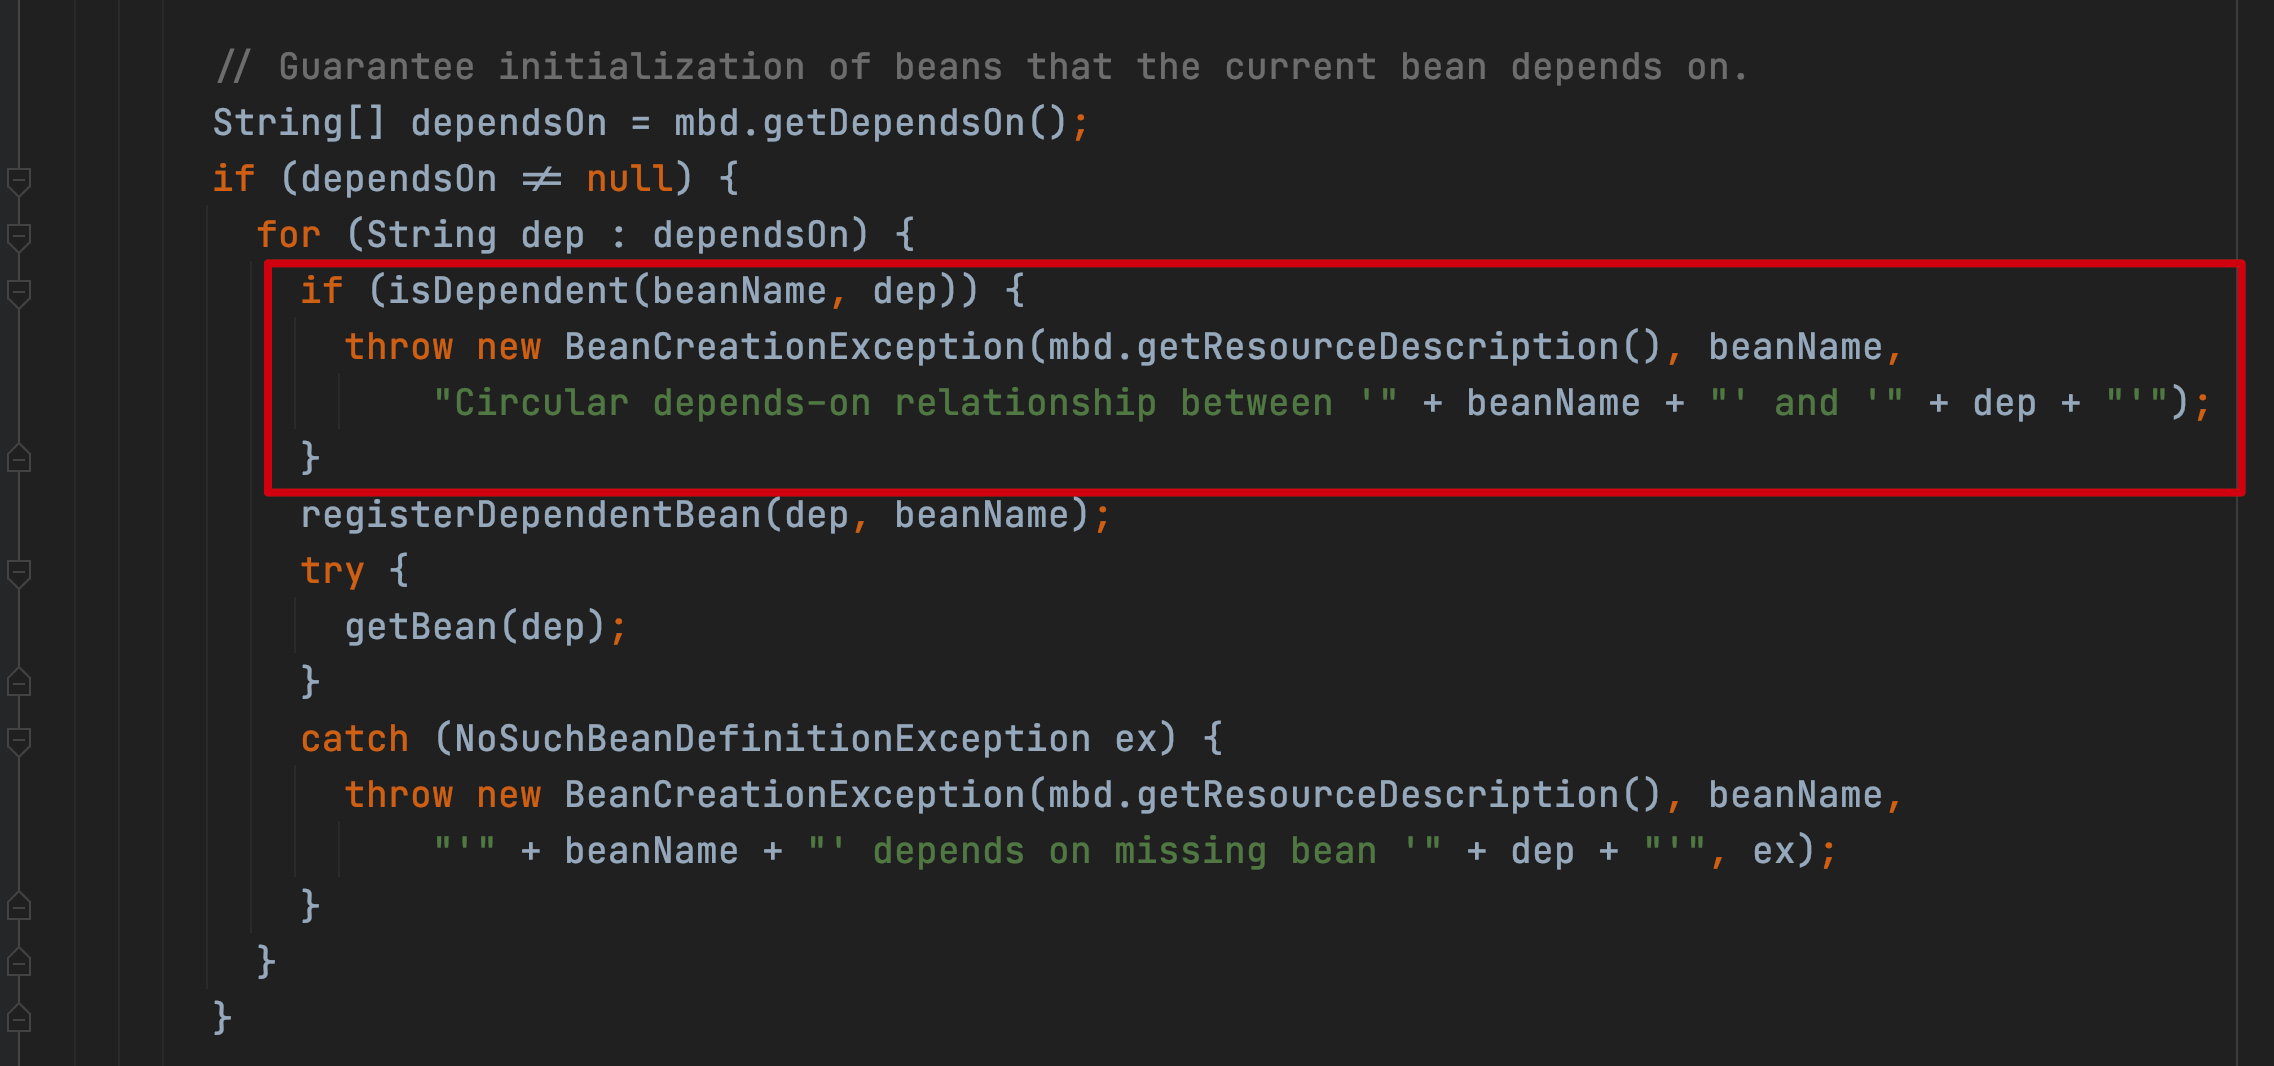 // Guarantee initialization of beans that the current bean depends on.
String[] dependsOn = mbd.getDependsOn();
if (dependsOn != null) {
for (String dep : dependsOn) {
if (isDependent(beanName, dep)) {
throw new BeanCreationException(mbd.getResourceDescription(), beanName,
"Circular depends-on relationship between '" + beanName + "' and '" + dep + "'");
}
registerDependentBean(dep, beanName);
try {
getBean(dep);
}
catch (NoSuchBeanDefinitionException ex) {
throw new BeanCreationException(mbd.getResourceDescription(), beanName,
"'" + beanName + "' depends on missing bean '" + dep + "'", ex);
}
}
}